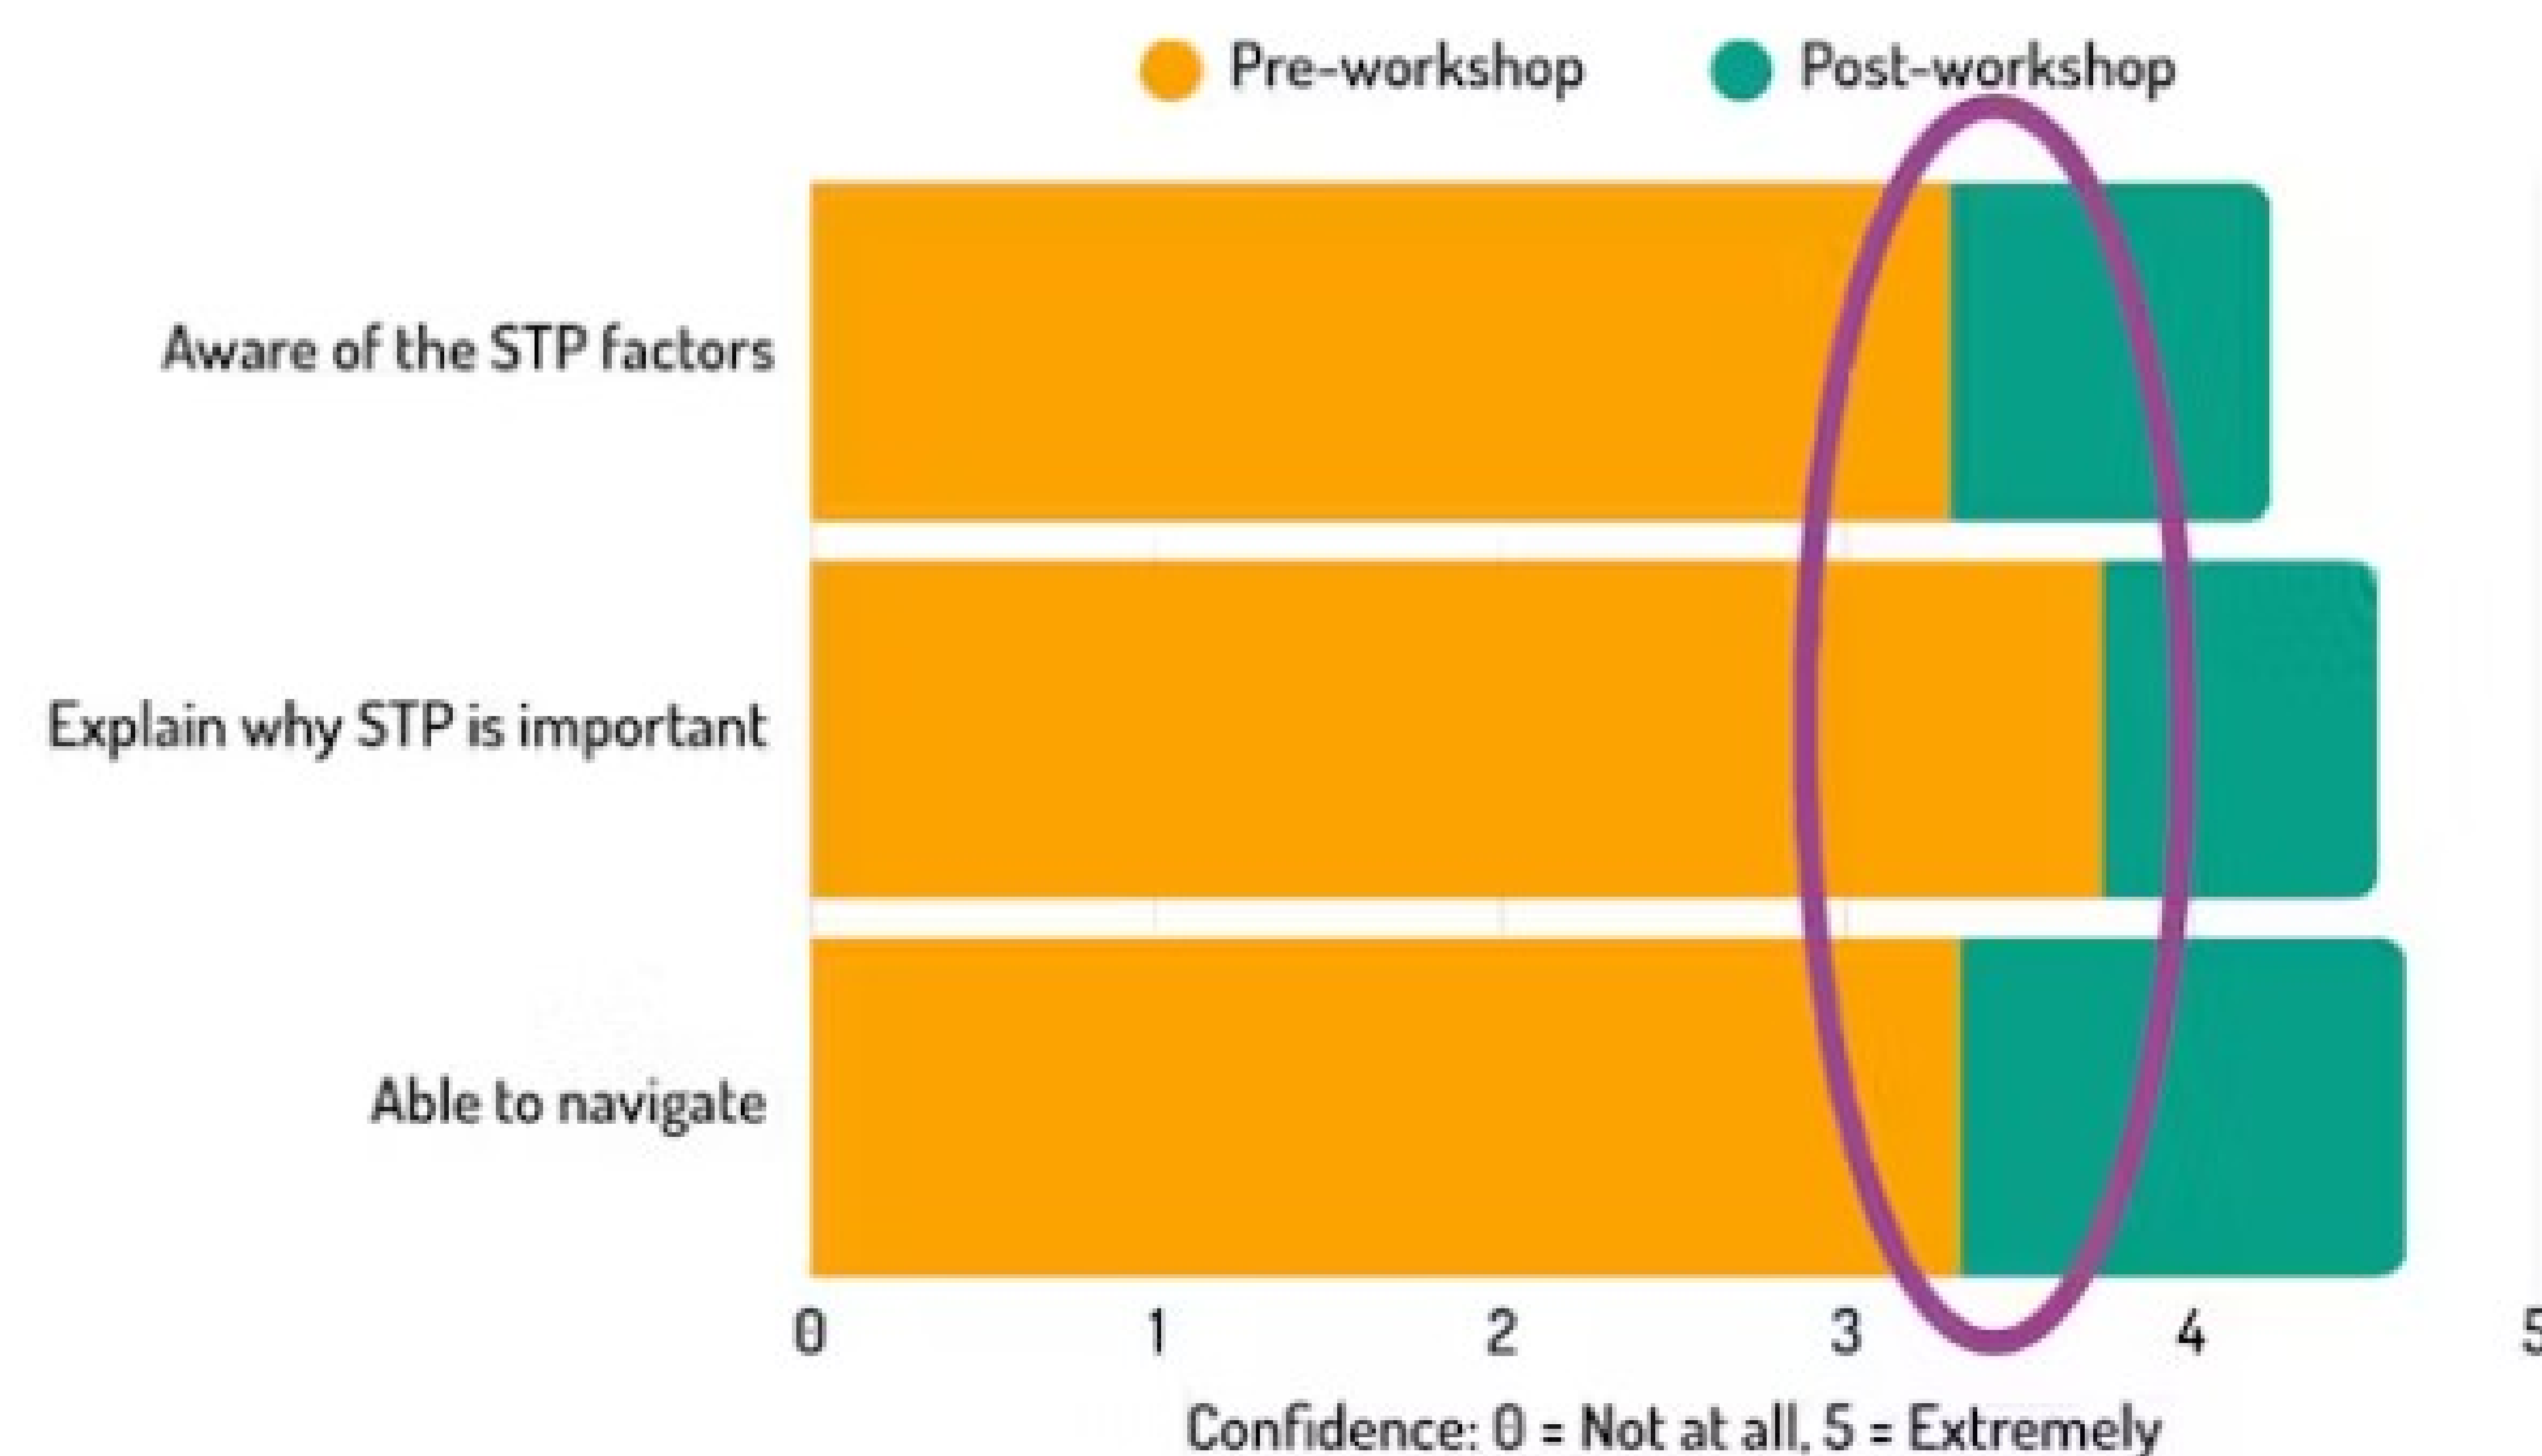 Pre-workshop Post-workshop
Aware of the STP factors
Explain why STP is important
Able to navigate
0 1 2 3 4 5
Confidence: 0 = Not at all, 5 = Extremely